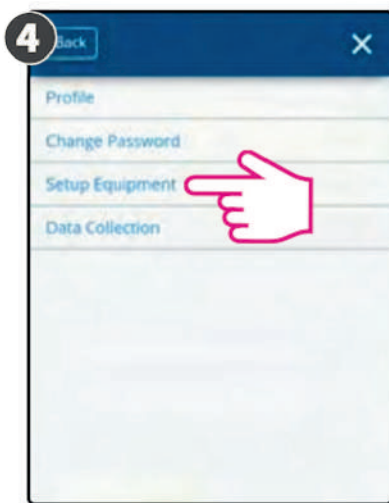 4
Back
Profile
Change Password
Setup Equipment
Data Collection